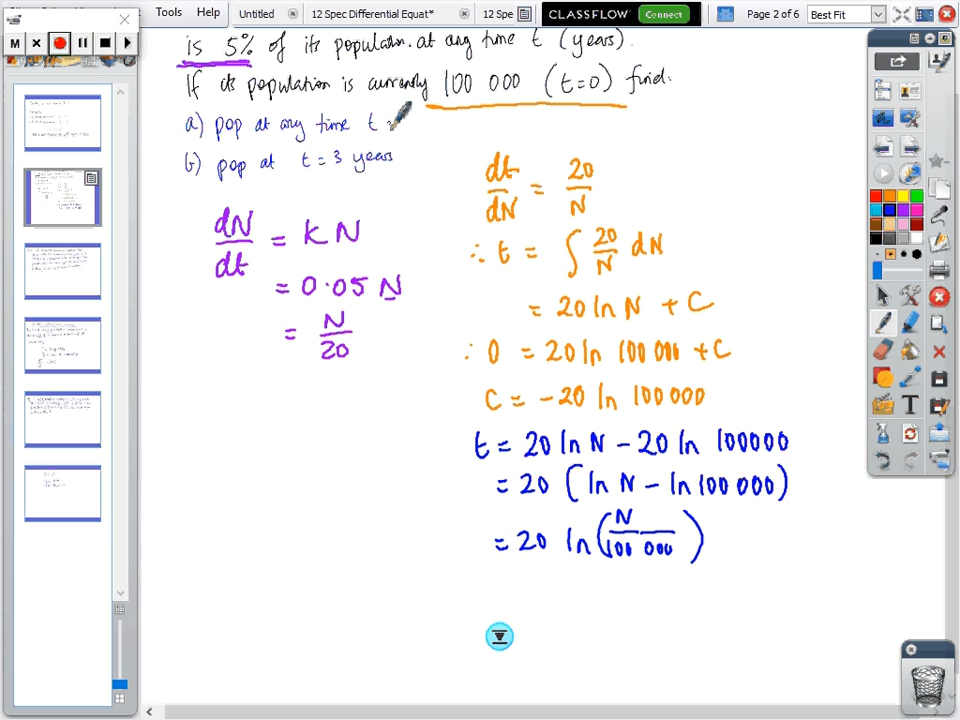 Tools Help Untitled 12 Spec Differential Equat* 12 Spe CLASSFLOW Connect Page 2 of 6 Best Fit
M
is 5% of its population at any time t (years).
If its population is currently 100 000 (t=0) find:
a) pop at any time t
b) pop at t = 3 years
dN/dt = kN
= 0.05 N
= N/20
dt/dN = 20/N
∴ t = ∫ 20/N dN
= 20 ln N + C
∴ 0 = 20 ln 100 000 + C
C = -20 ln 100 000
t = 20 ln N - 20 ln 100000
= 20 (ln N - ln 100 000)
= 20 ln (N/100 000)
T